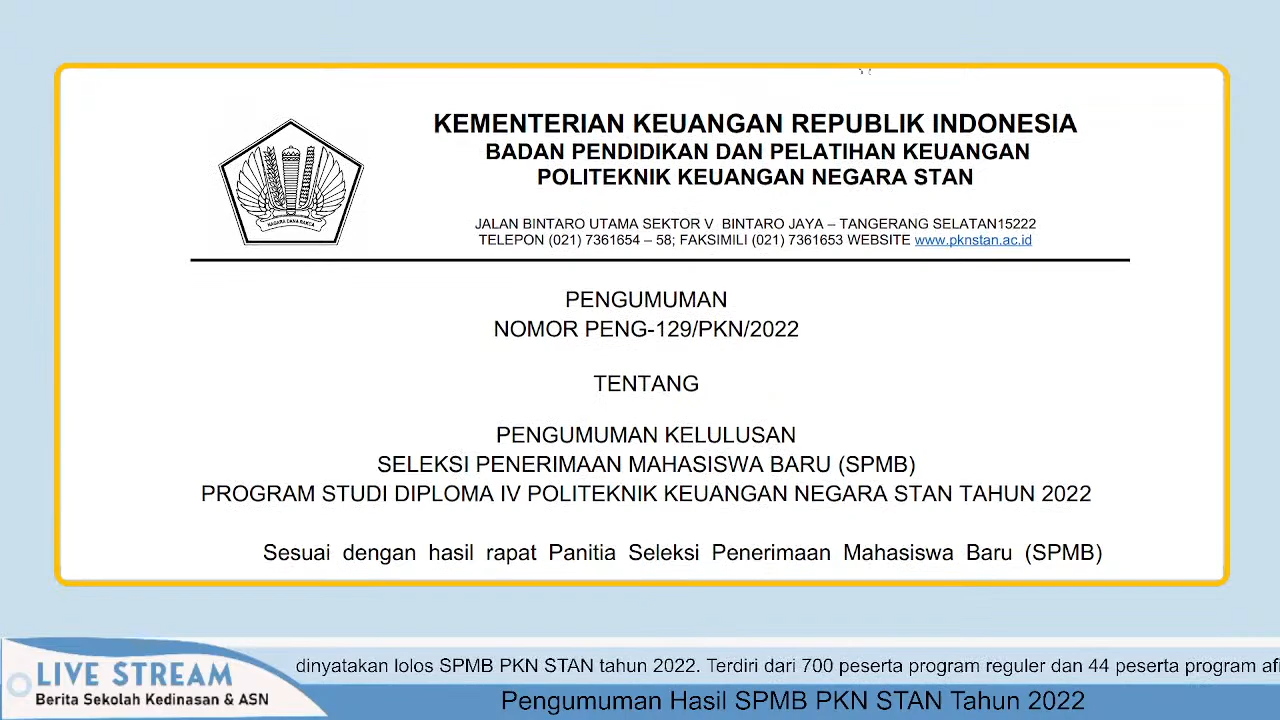 KEMENTERIAN KEUANGAN REPUBLIK INDONESIA
BADAN PENDIDIKAN DAN PELATIHAN KEUANGAN
POLITEKNIK KEUANGAN NEGARA STAN
NAGARA DANA RAKCA
JALAN BINTARO UTAMA SEKTOR V BINTARO JAYA – TANGERANG SELATAN15222
TELEPON (021) 7361654 – 58; FAKSIMILI (021) 7361653 WEBSITE www.pknstan.ac.id
PENGUMUMAN
NOMOR PENG-129/PKN/2022
TENTANG
PENGUMUMAN KELULUSAN
SELEKSI PENERIMAAN MAHASISWA BARU (SPMB)
PROGRAM STUDI DIPLOMA IV POLITEKNIK KEUANGAN NEGARA STAN TAHUN 2022
Sesuai dengan hasil rapat Panitia Seleksi Penerimaan Mahasiswa Baru (SPMB)
LIVE STREAM
Berita Sekolah Kedinasan & ASN
dinyatakan lolos SPMB PKN STAN tahun 2022. Terdiri dari 700 peserta program reguler dan 44 peserta program afi
Pengumuman Hasil SPMB PKN STAN Tahun 2022